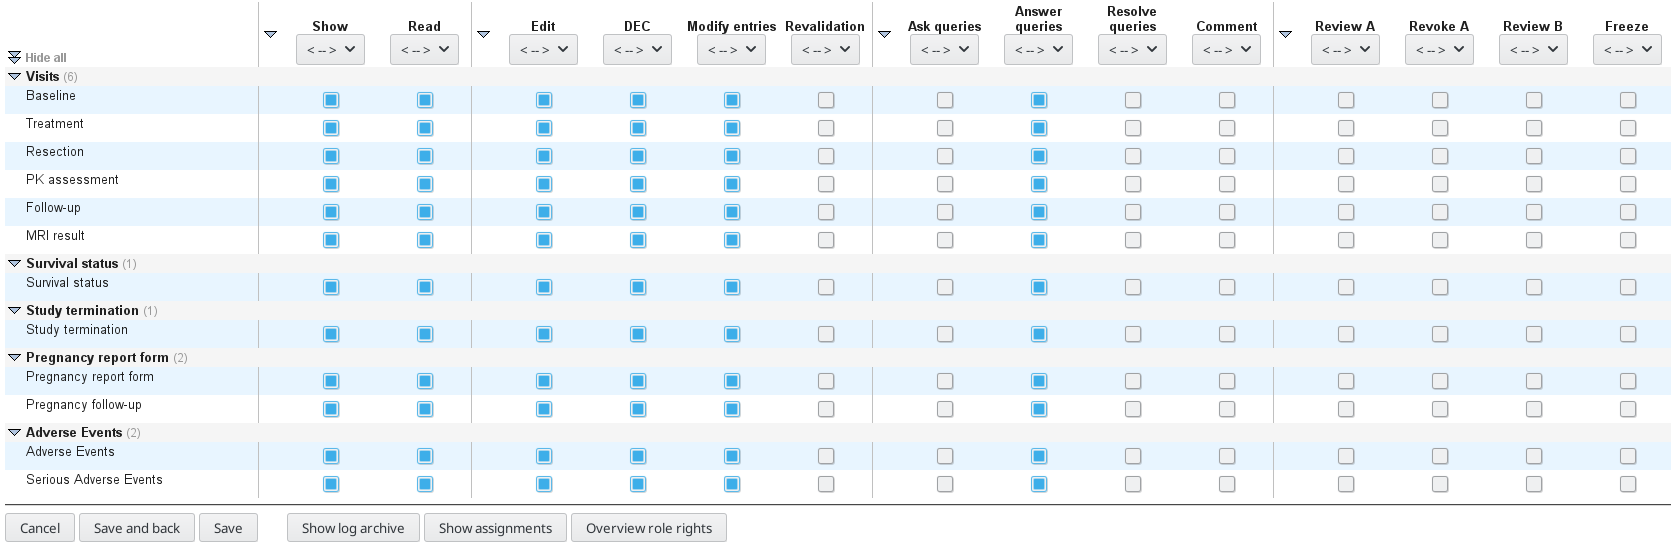 Show Read Edit DEC Modify entries Revalidation Ask queries Answer queries Resolve queries Comment Review A Revoke A Review B Freeze
Hide all < -- > < -- > < -- > < -- > < -- > < -- > < -- > < -- > < -- > < -- > < -- > < -- > < -- > < -- >
Visits (6)
Baseline
Treatment
Resection
PK assessment
Follow-up
MRI result
Survival status (1)
Survival status
Study termination (1)
Study termination
Pregnancy report form (2)
Pregnancy report form
Pregnancy follow-up
Adverse Events (2)
Adverse Events
Serious Adverse Events
Cancel Save and back Save Show log archive Show assignments Overview role rights